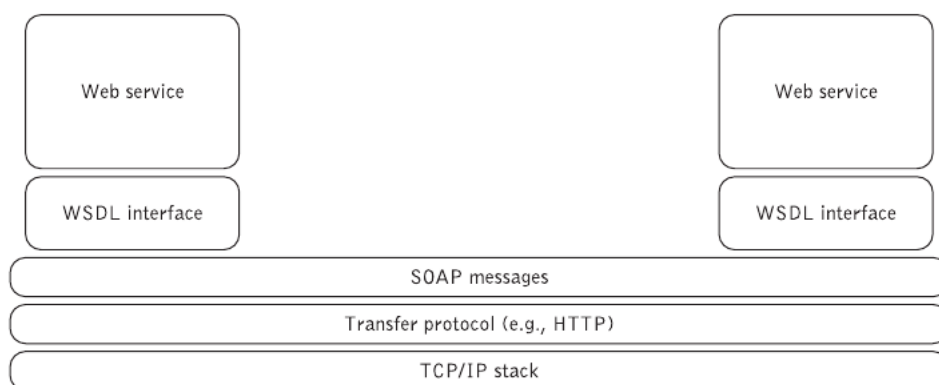 Web service
Web service
WSDL interface
WSDL interface
SOAP messages
Transfer protocol (e.g., HTTP)
TCP/IP stack